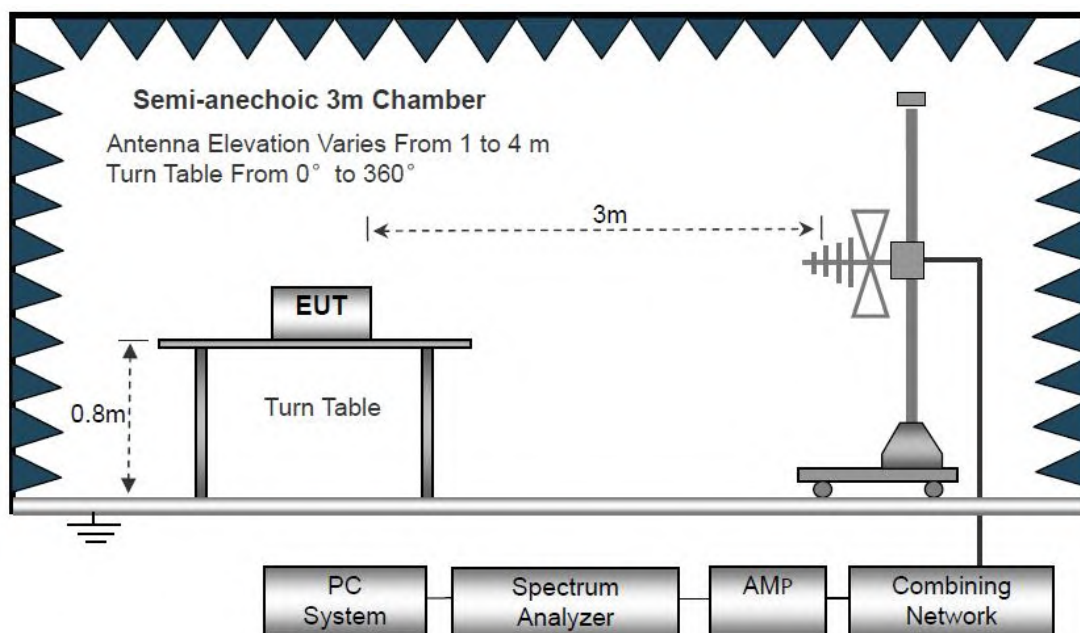 Semi-anechoic 3m Chamber
Antenna Elevation Varies From 1 to 4 m
Turn Table From 0° to 360°
3m
EUT
0.8m
Turn Table
PC
System
Spectrum
Analyzer
AMP
Combining
Network